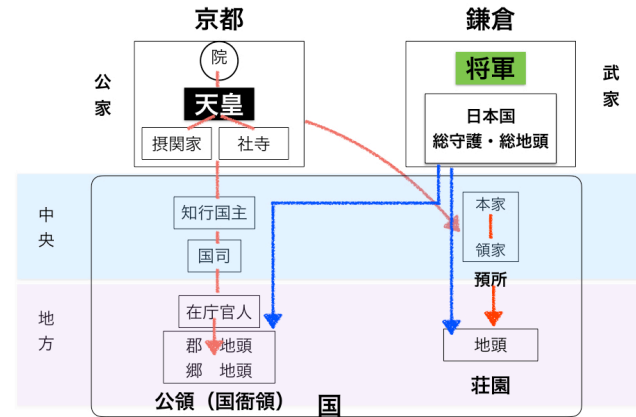 京都
鎌倉
院
天皇
摂関家
社寺
公家
将軍
日本国
総守護・総地頭
武家
中央
知行国主
国司
本家
領家
預所
地方
在庁官人
郡 地頭
郷 地頭
地頭
公領（国衙領）
国
荘園